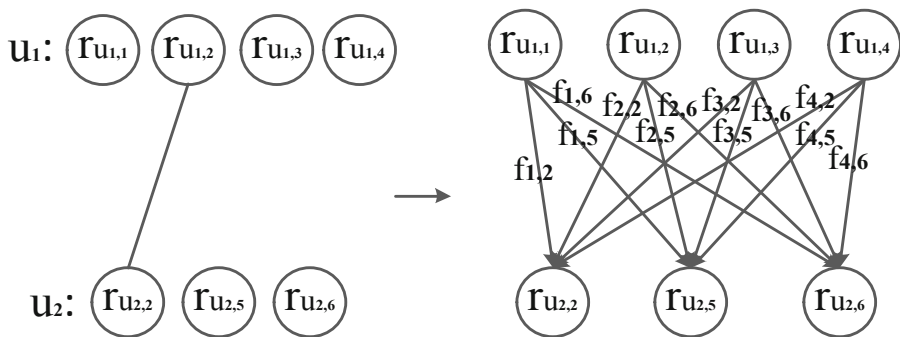 u1: ru1,1 ru1,2 ru1,3 ru1,4
ru1,1 ru1,2 ru1,3 ru1,4
f1,6 f2,2 f2,6 f3,2 f3,6 f4,2
f1,5 f2,5 f3,5 f4,5
f1,2 f4,6
u2: ru2,2 ru2,5 ru2,6
ru2,2 ru2,5 ru2,6